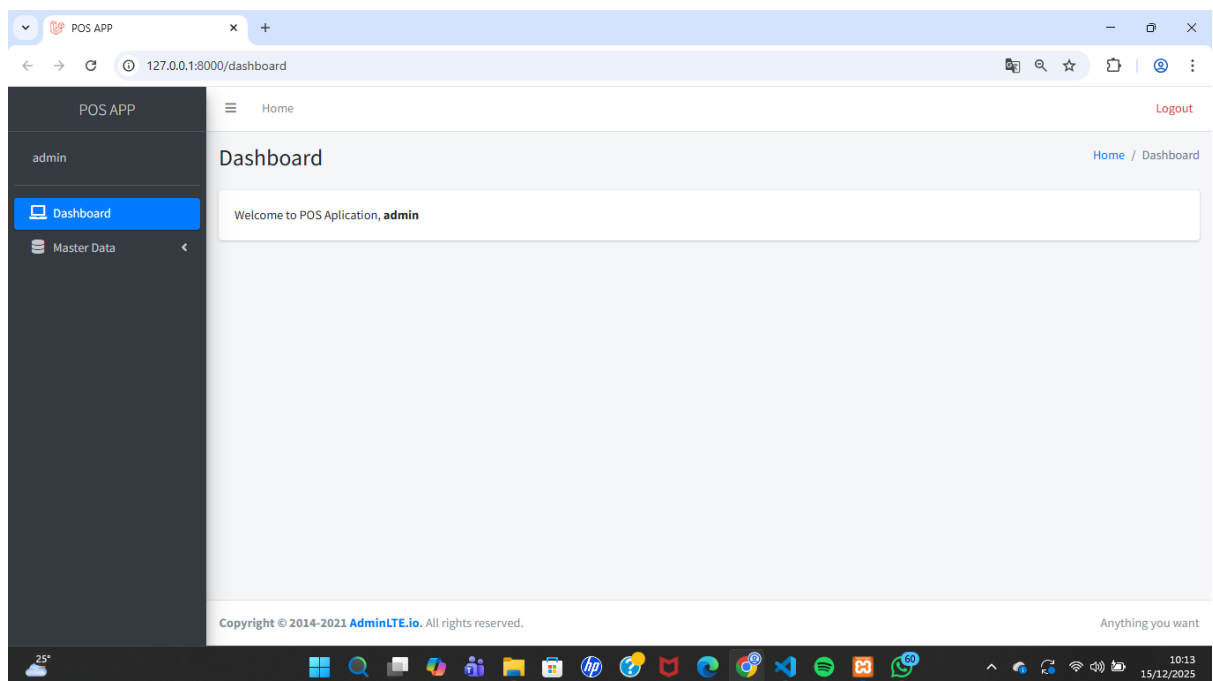 POS APP
127.0.0.1:8000/dashboard
POS APP
Home
Logout
admin
Dashboard
Home / Dashboard
Dashboard
Welcome to POS Aplication, admin
Master Data
Copyright © 2014-2021 AdminLTE.io. All rights reserved.
Anything you want
25°
hp
60
10:13
15/12/2025